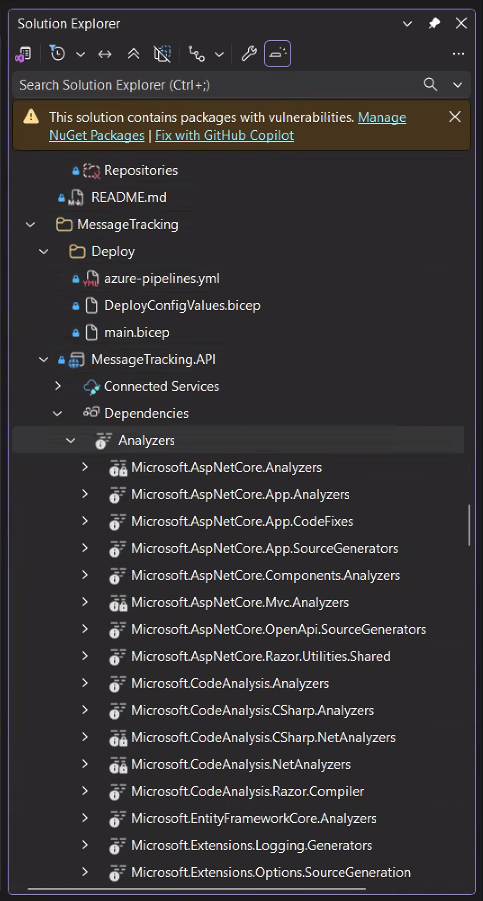 Solution Explorer
Search Solution Explorer (Ctrl+;)
This solution contains packages with vulnerabilities. Manage
NuGet Packages | Fix with GitHub Copilot
Repositories
README.md
MessageTracking
Deploy
azure-pipelines.yml
DeployConfigValues.bicep
main.bicep
MessageTracking.API
Connected Services
Dependencies
Analyzers
Microsoft.AspNetCore.Analyzers
Microsoft.AspNetCore.App.Analyzers
Microsoft.AspNetCore.App.CodeFixes
Microsoft.AspNetCore.App.SourceGenerators
Microsoft.AspNetCore.Components.Analyzers
Microsoft.AspNetCore.Mvc.Analyzers
Microsoft.AspNetCore.OpenApi.SourceGenerators
Microsoft.AspNetCore.Razor.Utilities.Shared
Microsoft.CodeAnalysis.Analyzers
Microsoft.CodeAnalysis.CSharp.Analyzers
Microsoft.CodeAnalysis.CSharp.NetAnalyzers
Microsoft.CodeAnalysis.NetAnalyzers
Microsoft.CodeAnalysis.Razor.Compiler
Microsoft.EntityFrameworkCore.Analyzers
Microsoft.Extensions.Logging.Generators
Microsoft.Extensions.Options.SourceGeneration